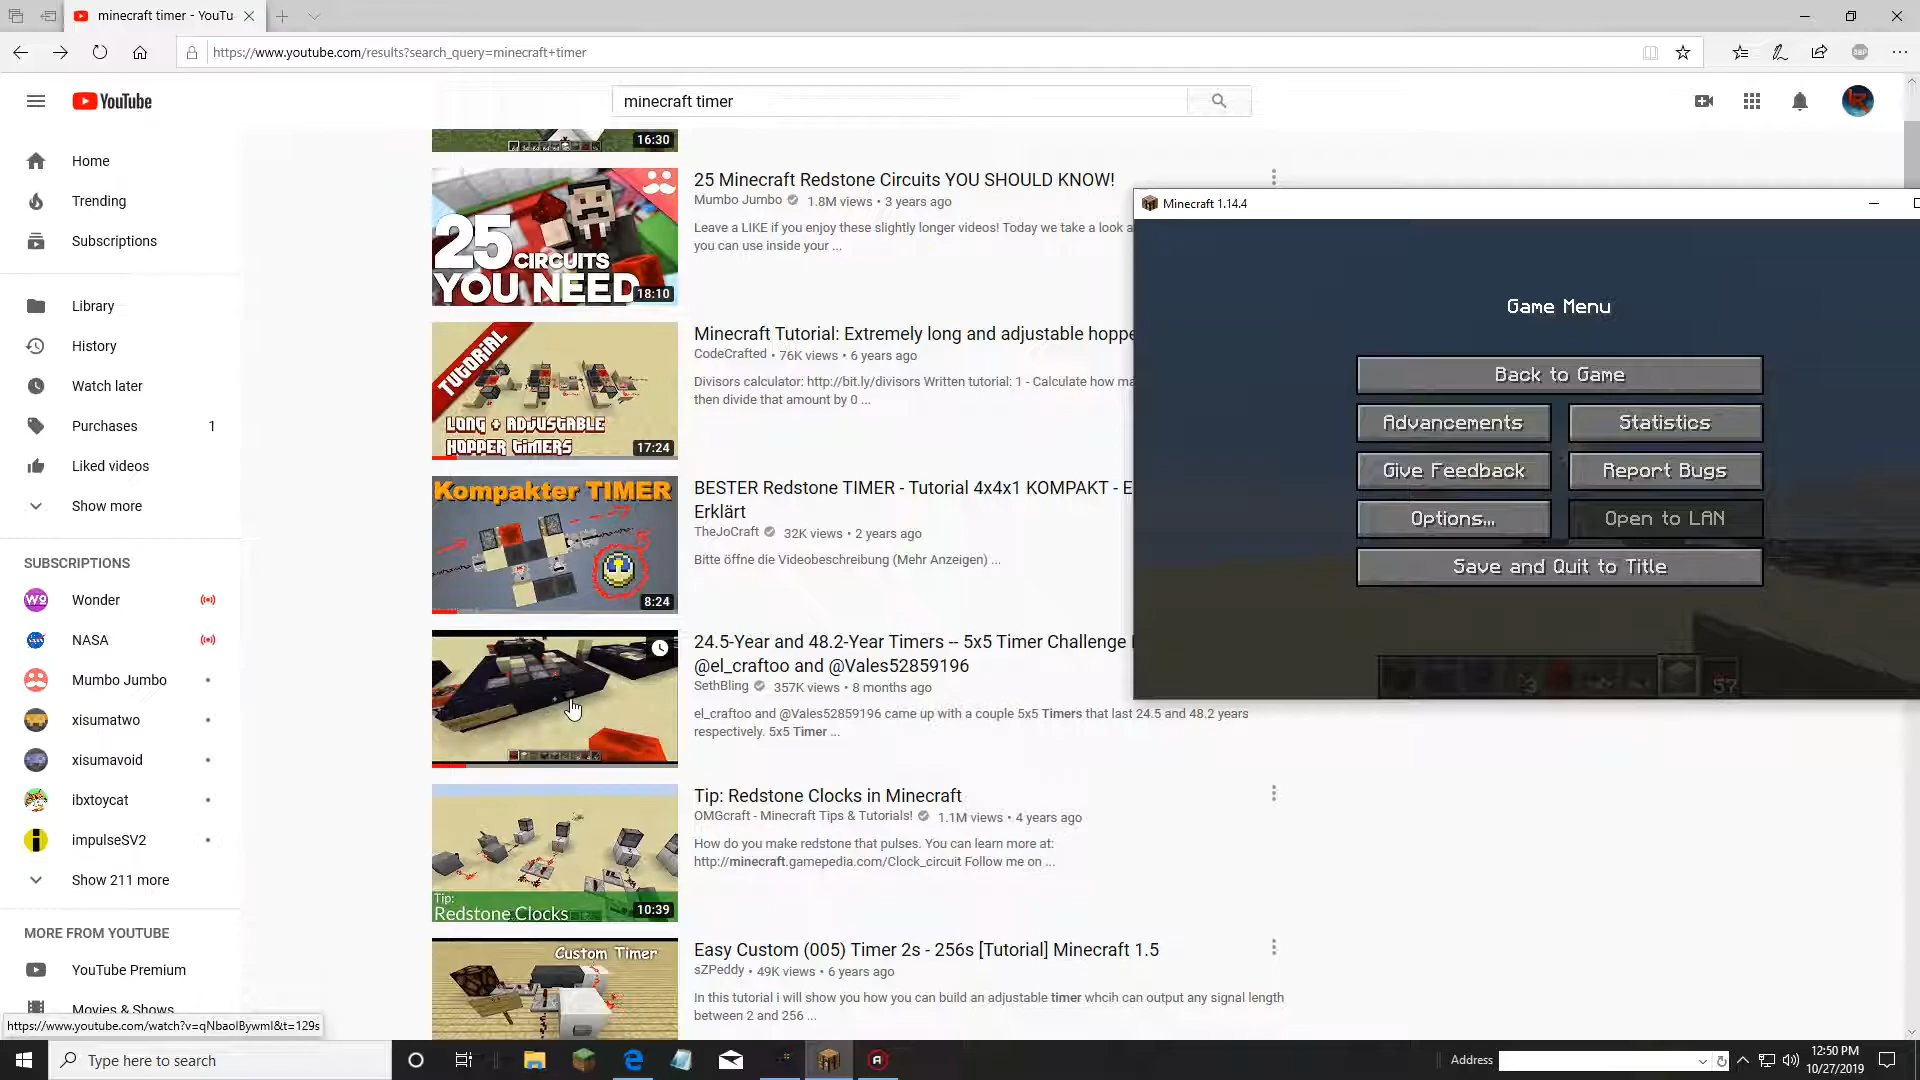 minecraft timer - YouTu
https://www.youtube.com/results?search_query=minecraft+timer
YouTube
minecraft timer
Home
Trending
Subscriptions
Library
History
Watch later
Purchases 1
Liked videos
Show more
SUBSCRIPTIONS
Wonder
NASA
Mumbo Jumbo
xisumatwo
xisumavoid
ibxtoycat
impulseSV2
Show 211 more
MORE FROM YOUTUBE
YouTube Premium
Movies & Shows
https://www.youtube.com/watch?v=qNbaolBywmI&t=129s
16:30
25
CIRCUITS
YOU NEED
18:10
25 Minecraft Redstone Circuits YOU SHOULD KNOW!
Mumbo Jumbo 1.8M views • 3 years ago
Leave a LIKE if you enjoy these slightly longer videos! Today we take a look a
you can use inside your ...
TUTORIAL
LONG + ADJUSTABLE
HOPPER TIMERS
17:24
Minecraft Tutorial: Extremely long and adjustable hoppe
CodeCrafted • 76K views • 6 years ago
Divisors calculator: http://bit.ly/divisors Written tutorial: 1 - Calculate how ma
then divide that amount by 0 ...
Kompakter TIMER
8:24
BESTER Redstone TIMER - Tutorial 4x4x1 KOMPAKT - E
Erklärt
TheJoCraft 32K views • 2 years ago
Bitte öffne die Videobeschreibung (Mehr Anzeigen) ...
24.5-Year and 48.2-Year Timers -- 5x5 Timer Challenge
@el_craftoo and @Vales52859196
SethBling 357K views • 8 months ago
el_craftoo and @Vales52859196 came up with a couple 5x5 Timers that last 24.5 and 48.2 years
respectively. 5x5 Timer ...
Tip:
Redstone Clocks
10:39
Tip: Redstone Clocks in Minecraft
OMGcraft - Minecraft Tips & Tutorials! 1.1M views • 4 years ago
How do you make redstone that pulses. You can learn more at:
http://minecraft.gamepedia.com/Clock_circuit Follow me on ...
Custom Timer
Easy Custom (005) Timer 2s - 256s [Tutorial] Minecraft 1.5
sZPeddy • 49K views • 6 years ago
In this tutorial i will show you how you can build an adjustable timer whcih can output any signal length
between 2 and 256 ...
Minecraft 1.14.4
Game Menu
Back to Game
Advancements
Statistics
Give Feedback
Report Bugs
Options...
Open to LAN
Save and Quit to Title
3
57
Type here to search
Address
12:50 PM
10/27/2019